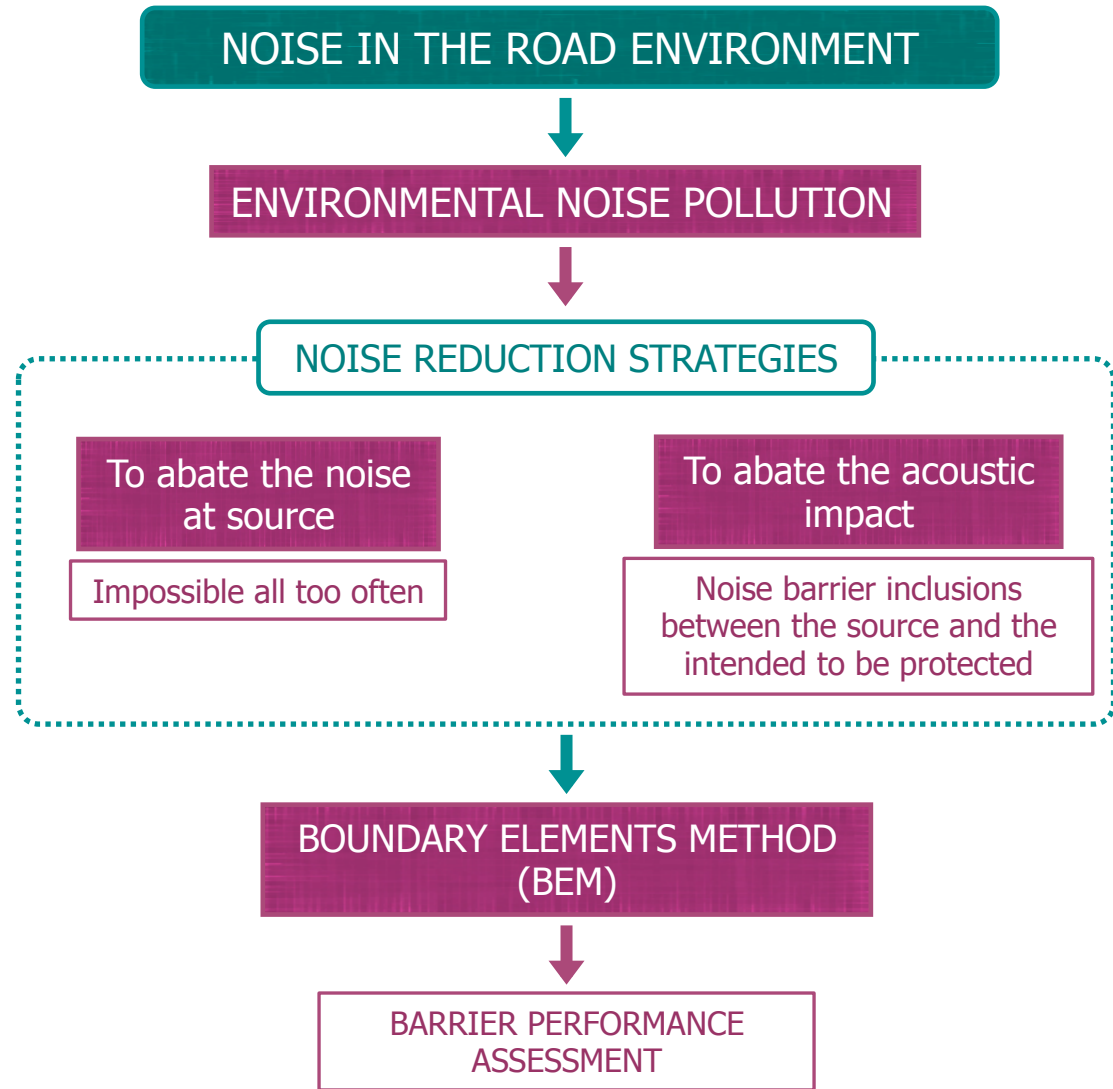 NOISE IN THE ROAD ENVIRONMENT
ENVIRONMENTAL NOISE POLLUTION
NOISE REDUCTION STRATEGIES
To abate the noise
at source
Impossible all too often
To abate the acoustic
impact
Noise barrier inclusions
between the source and the
intended to be protected
BOUNDARY ELEMENTS METHOD
(BEM)
BARRIER PERFORMANCE
ASSESSMENT